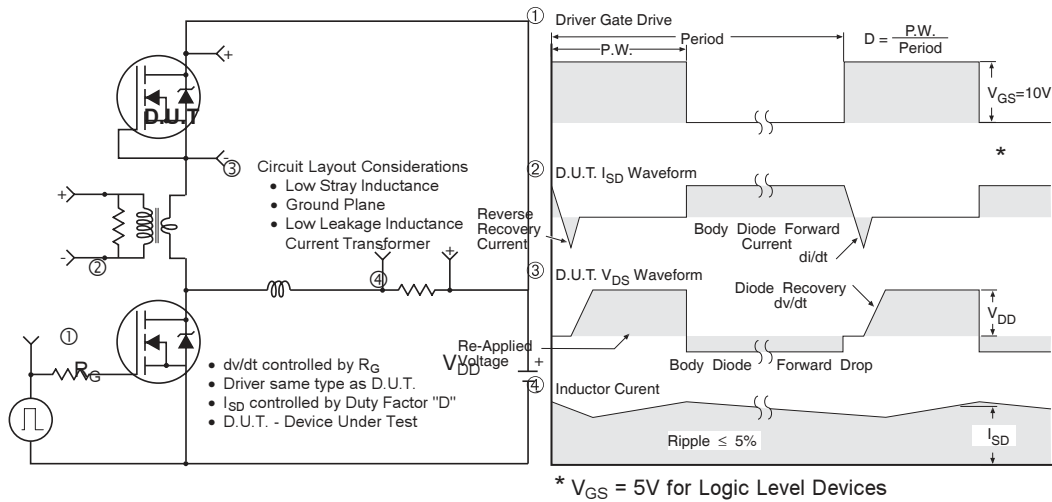 D.U.T
+
-
③
+
-
②
①
R_G
Circuit Layout Considerations
• Low Stray Inductance
• Ground Plane
• Low Leakage Inductance
Current Transformer
-
+
④
• dv/dt controlled by R_G
• Driver same type as D.U.T.
• I_SD controlled by Duty Factor "D"
• D.U.T. - Device Under Test
V_DD
+
-
① Driver Gate Drive
P.W.
Period
D = P.W.
Period
V_GS=10V
*
② D.U.T. I_SD Waveform
Reverse
Recovery
Current
Body Diode Forward
Current
di/dt
③ D.U.T. V_DS Waveform
Diode Recovery
dv/dt
V_DD
Re-Applied
Voltage
Body Diode Forward Drop
④ Inductor Curent
Ripple ≤ 5%
I_SD
* V_GS = 5V for Logic Level Devices